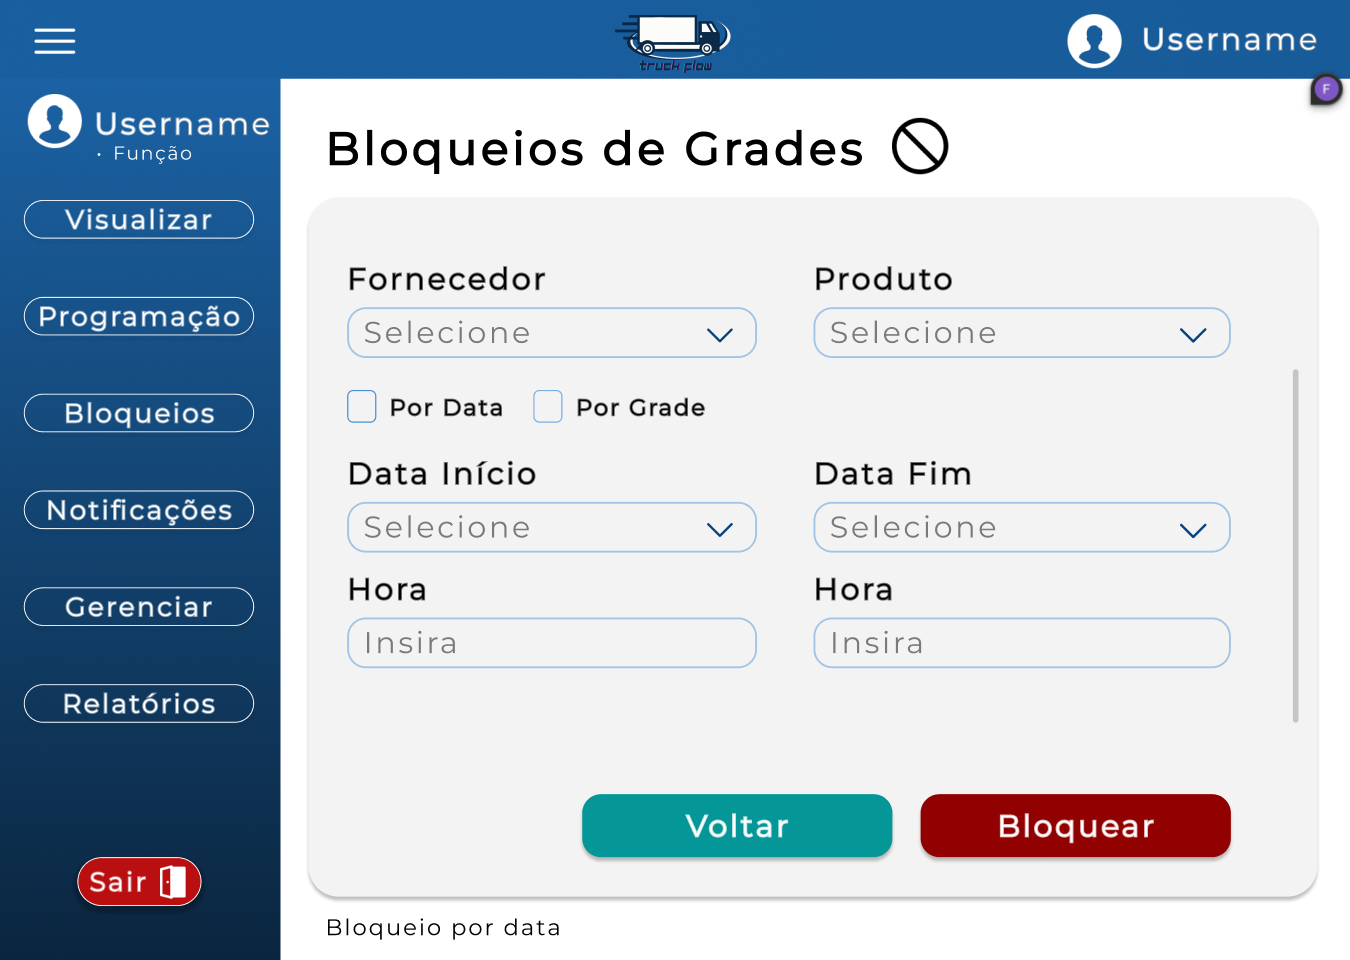 truck flow
Username
F
Username
• Função
Visualizar
Programação
Bloqueios
Notificações
Gerenciar
Relatórios
Sair
Bloqueios de Grades
Fornecedor
Produto
Selecione
Selecione
Por Data
Por Grade
Data Início
Data Fim
Selecione
Selecione
Hora
Hora
Insira
Insira
Voltar
Bloquear
Bloqueio por data